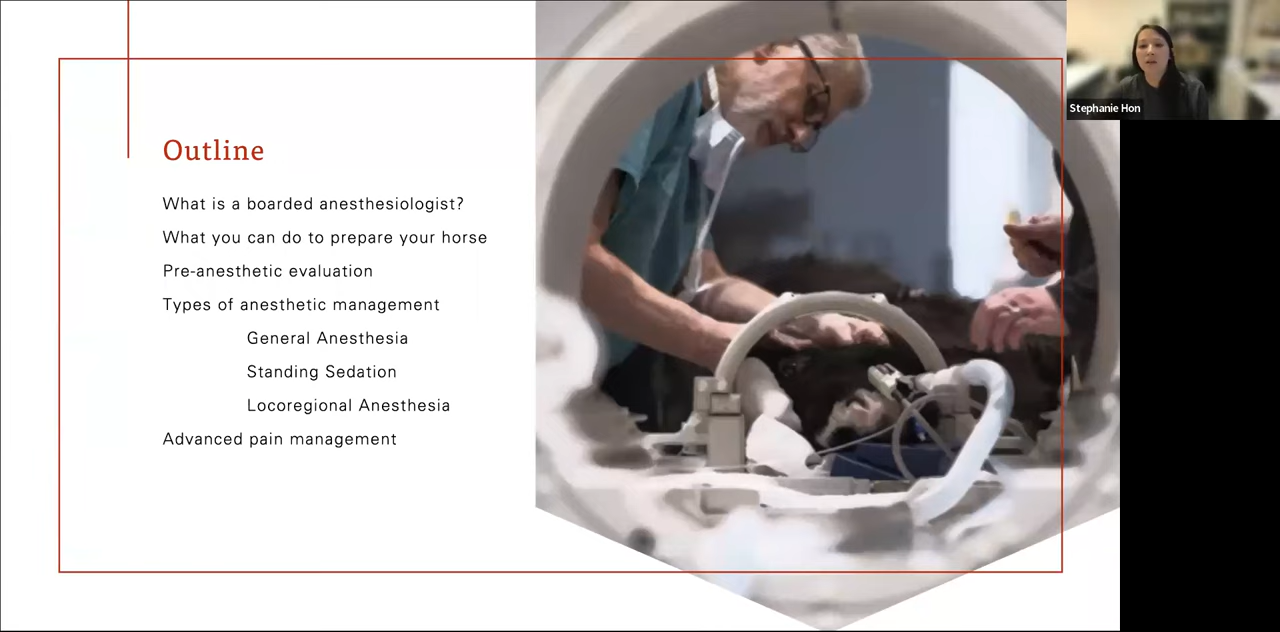 Outline
What is a boarded anesthesiologist?
What you can do to prepare your horse
Pre-anesthetic evaluation
Types of anesthetic management
General Anesthesia
Standing Sedation
Locoregional Anesthesia
Advanced pain management
Stephanie Hon